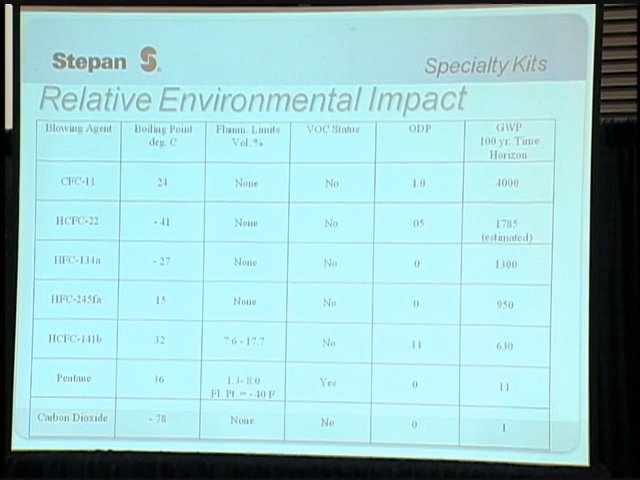 Stepan S
Specialty Kits
Relative Environmental Impact
Blowing Agent Boiling Point deg. C Flamm. Limits Vol. % VOC Status ODP GWP 100 yr. Time Horizon
CFC-11 24 None No 1.0 4000
HCFC-22 - 41 None No 05 1785 (estimated)
HFC-134a - 27 None No 0 1300
HFC-245fa 15 None No 0 950
HCFC-141b 32 7.6 - 17.7 No .11 630
Pentane 36 1.3- 8.0 Fl. Pt. = - 40 F Yes 0 11
Carbon Dioxide - 78 None No 0 1